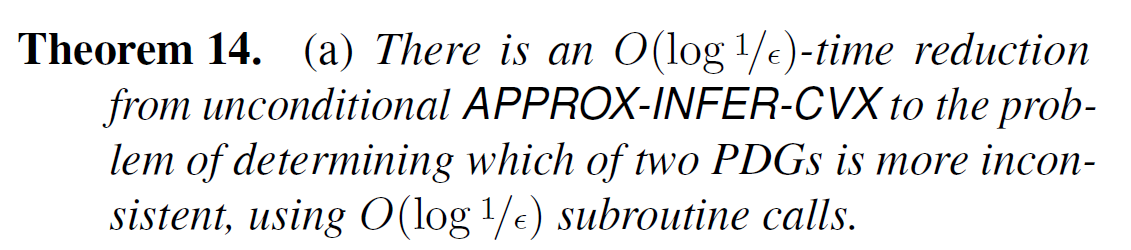 Theorem 14. (a) There is an O(log 1/ϵ)-time reduction
from unconditional APPROX-INFER-CVX to the prob-
lem of determining which of two PDGs is more incon-
sistent, using O(log 1/ϵ) subroutine calls.